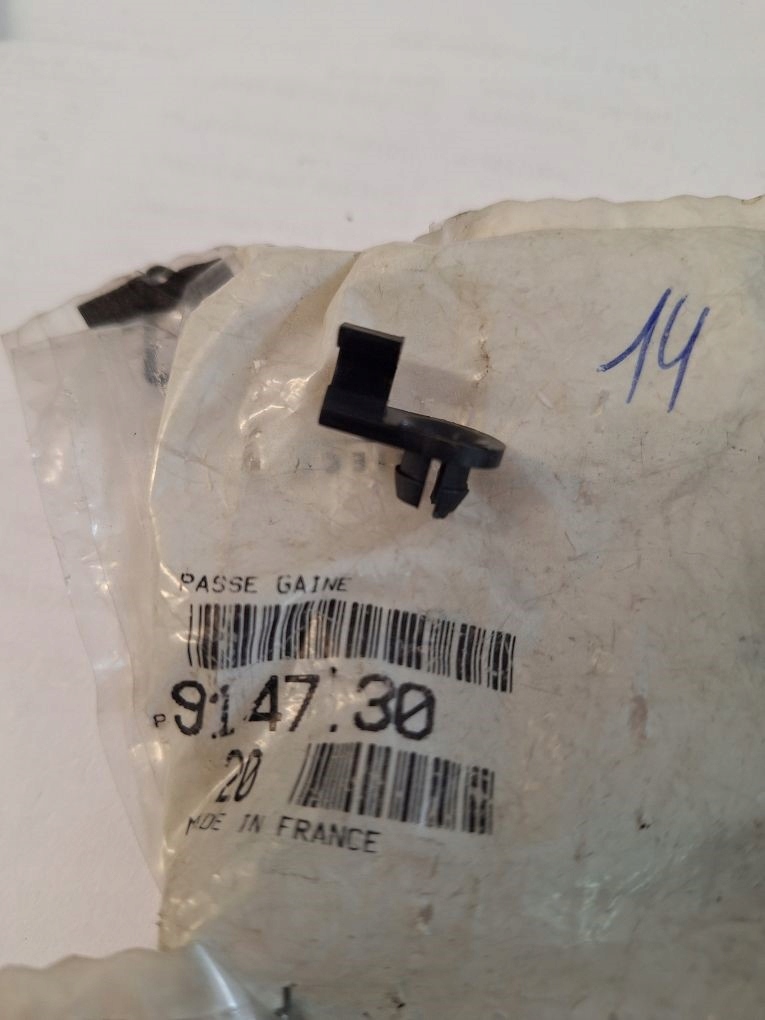 14
PASSE GAINE
P 9147.30
20
MADE IN FRANCE